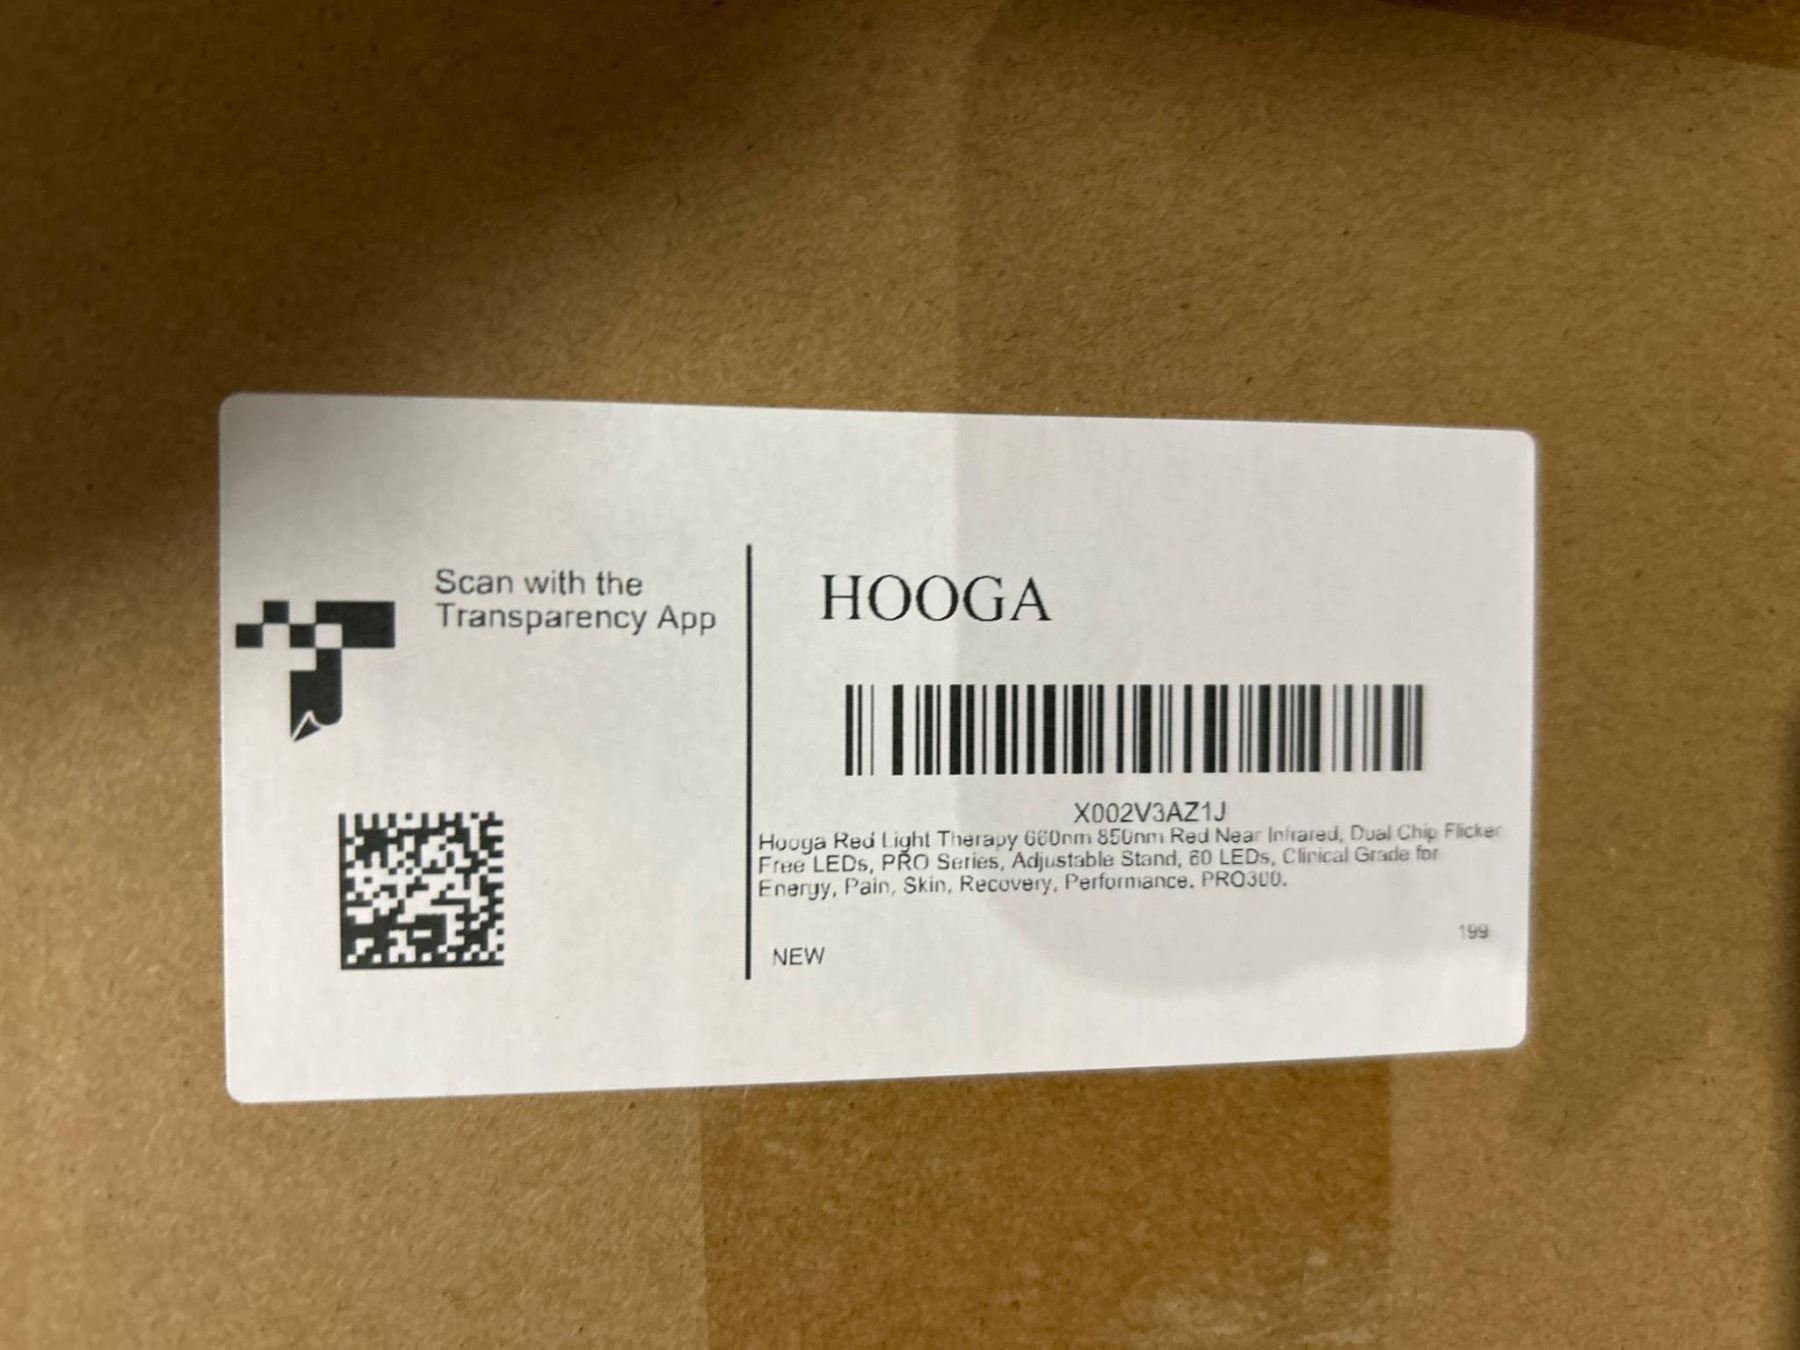 Scan with the
Transparency App
HOOGA
X002V3AZ1J
Hooga Red Light Therapy 660nm 850nm Red Near Infrared, Dual Chip Flicker
Free LEDs, PRO Series, Adjustable Stand, 60 LEDs, Clinical Grade for
Energy, Pain, Skin, Recovery, Performance. PRO300.
199
NEW